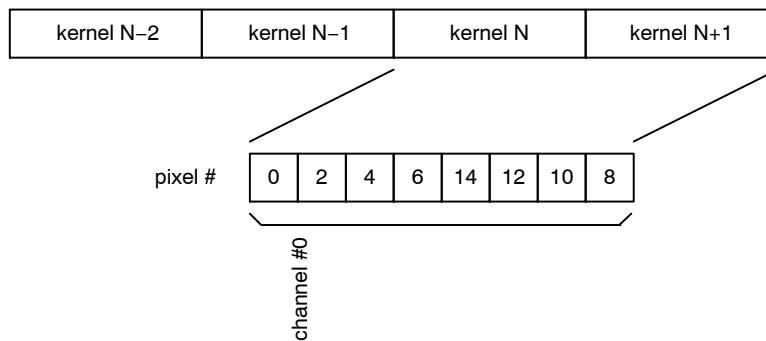 kernel N−2 kernel N−1 kernel N kernel N+1
pixel # 0 2 4 6 14 12 10 8
channel #0